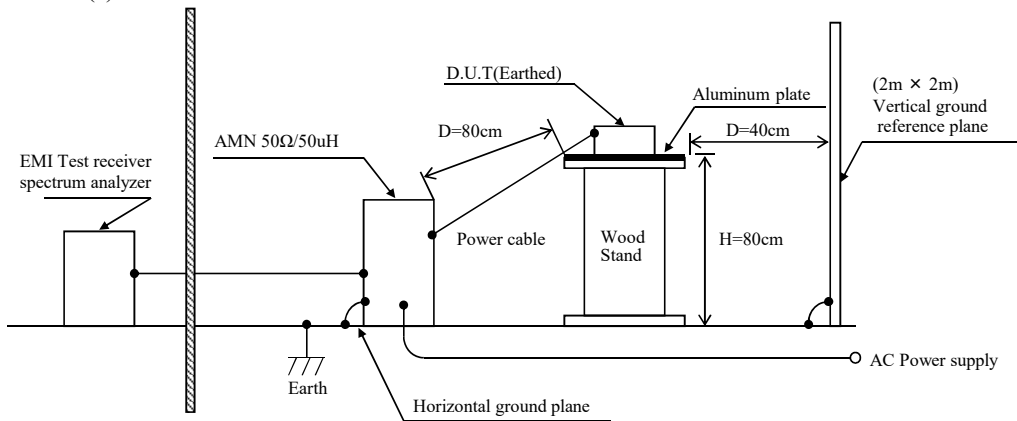 D.U.T(Earthed)
(2m × 2m)
Vertical ground
reference plane
Aluminum plate
D=80cm
D=40cm
AMN 50Ω/50uH
EMI Test receiver
spectrum analyzer
Power cable
Wood
Stand
H=80cm
AC Power supply
Earth
Horizontal ground plane